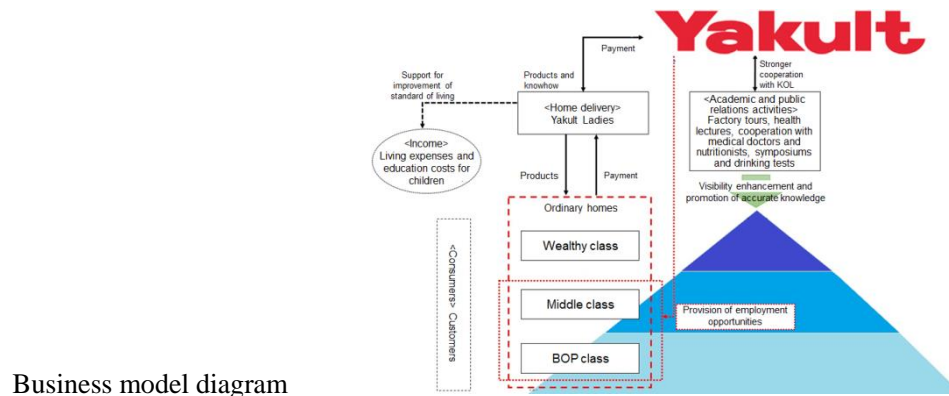 Yakult
Payment
Stronger
cooperation
with KOL
Support for
improvement of
standard of living
Products and
knowhow
<Home delivery>
Yakult Ladies
<Academic and public
relations activities>
Factory tours, health
lectures, cooperation with
medical doctors and
nutritionists, symposiums
and drinking tests
<Income>
Living expenses and
education costs for
children
Products
Payment
Visibility enhancement and
promotion of accurate knowledge
Ordinary homes
Wealthy class
<Consumers> Customers
Middle class
Provision of employment
opportunities
BOP class
Business model diagram